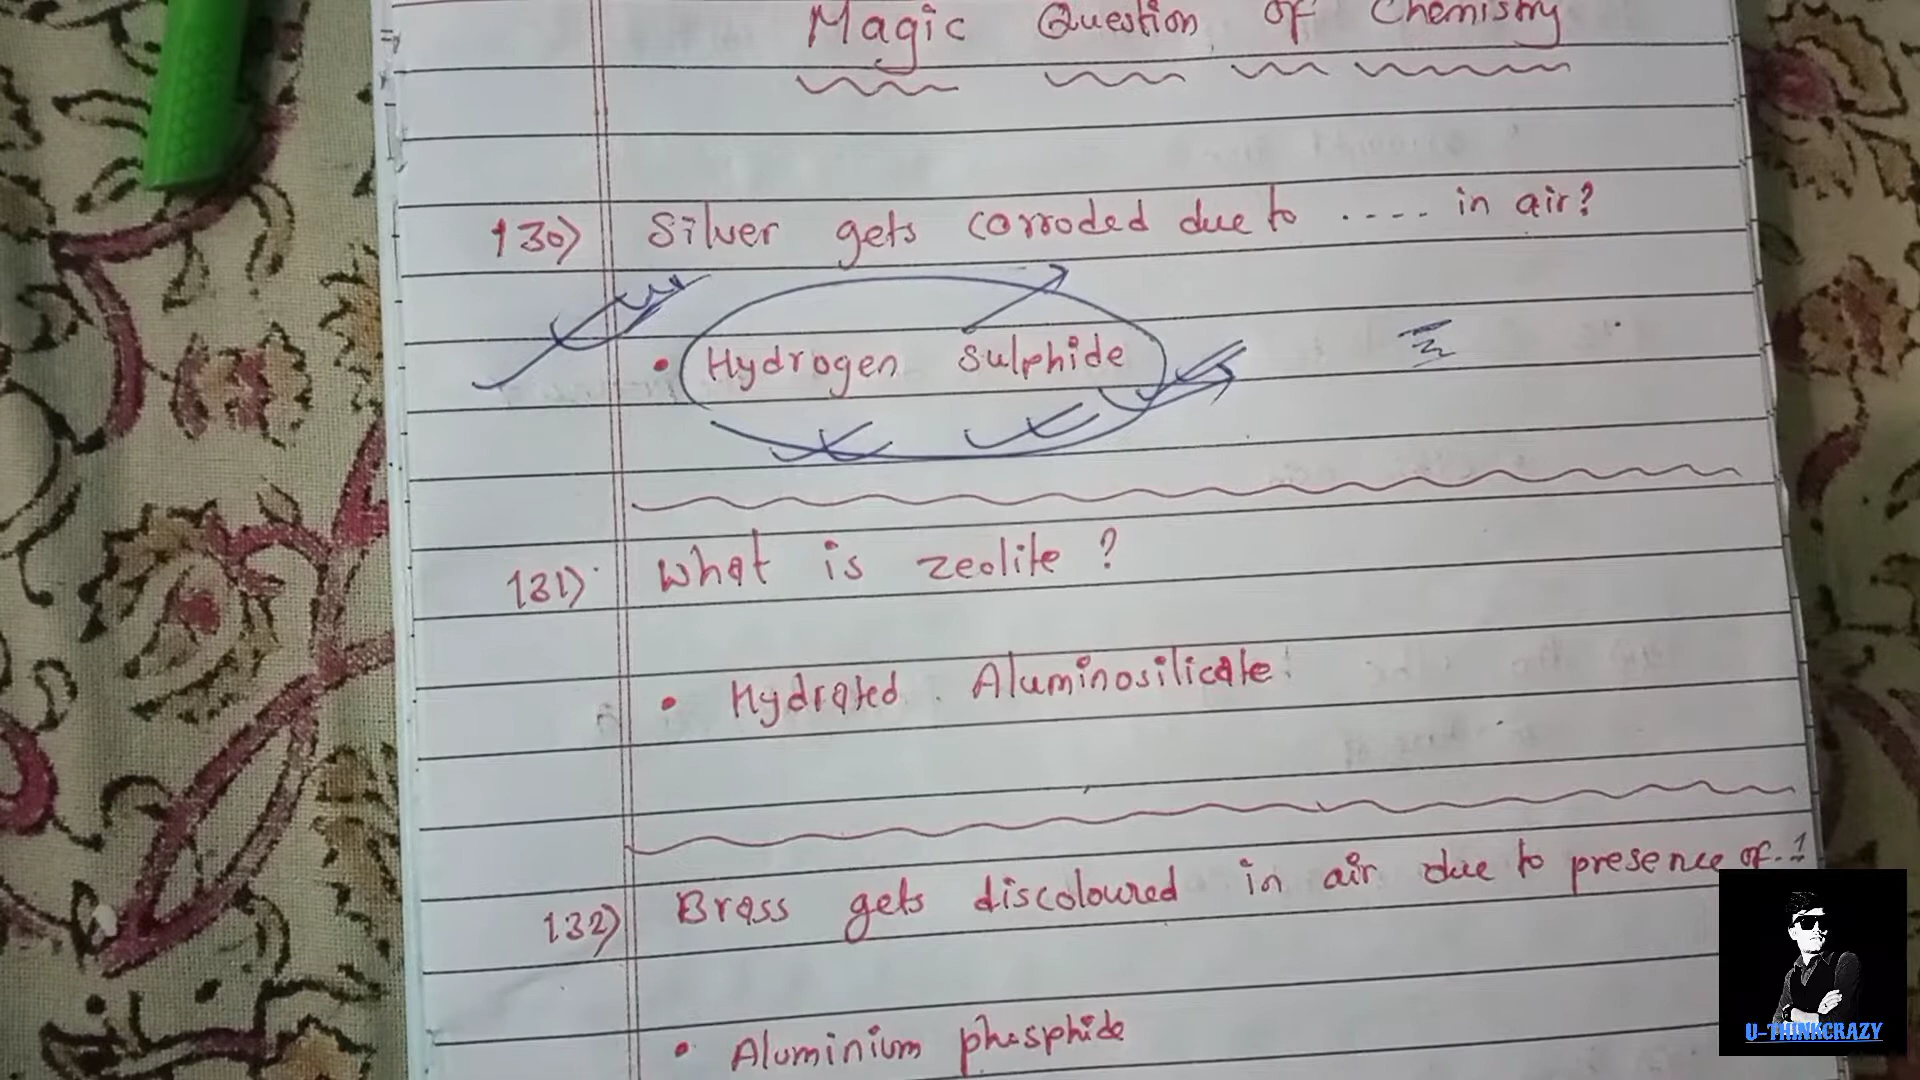 Magic Question of Chemistry
130) Silver gets corroded due to .... in air?
• Hydrogen Sulphide
131) What is zeolite ?
• Hydrated Aluminosilicate.
132) Brass gets discoloured in air due to presence of..?
• Aluminium phosphide
U-THINKCRAZY